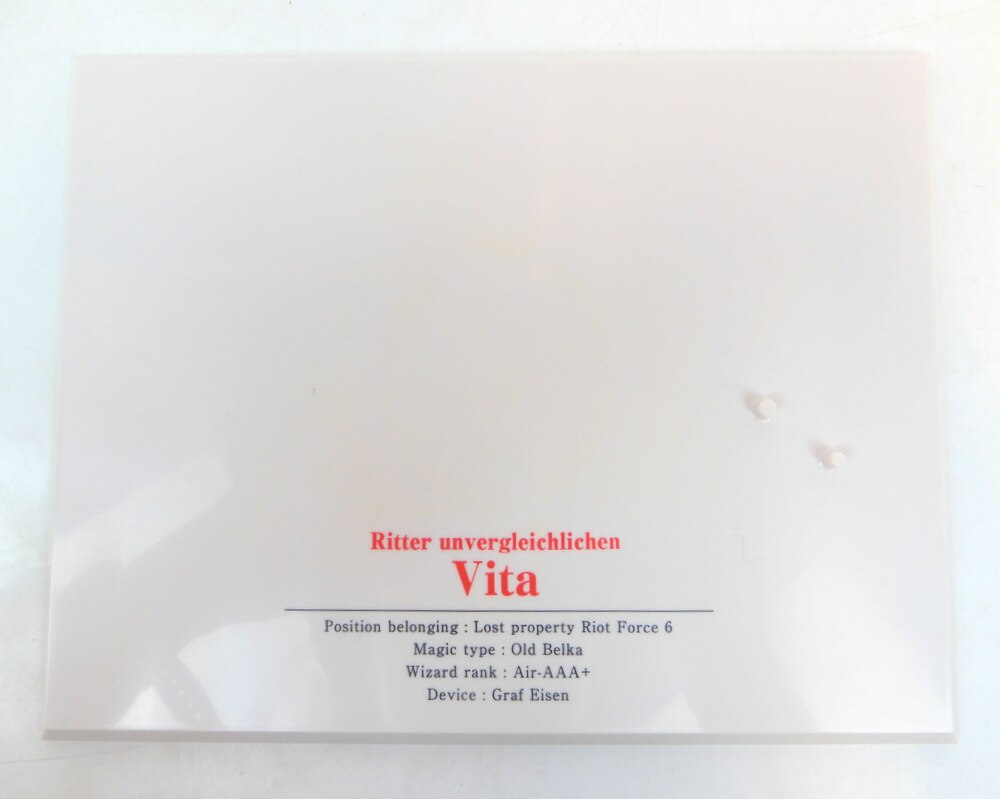 Ritter unvergleichlichen
Vita
Position belonging : Lost property Riot Force 6
Magic type : Old Belka
Wizard rank : Air-AAA+
Device : Graf Eisen